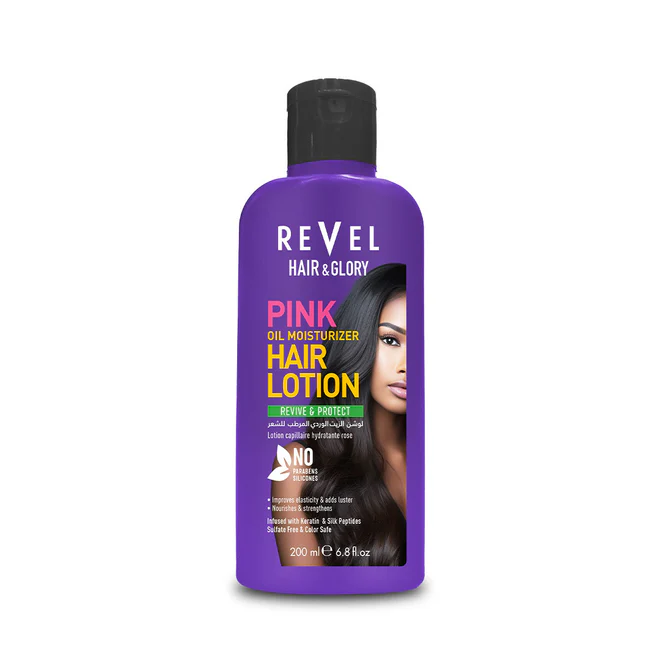 REVEL
HAIR & GLORY
PINK
OIL MOISTURIZER
HAIR
LOTION
REVIVE & PROTECT
لوشن الزيت الوردي المرطب للشعر
Lotion capillaire hydratante rose
NO
PARABENS
SILICONES
• Improves elasticity & adds luster
• Nourishes & strengthens
Infused with Keratin & Silk Peptides
Sulfate Free & Color Safe
200 ml ℮ 6.8 fl.oz